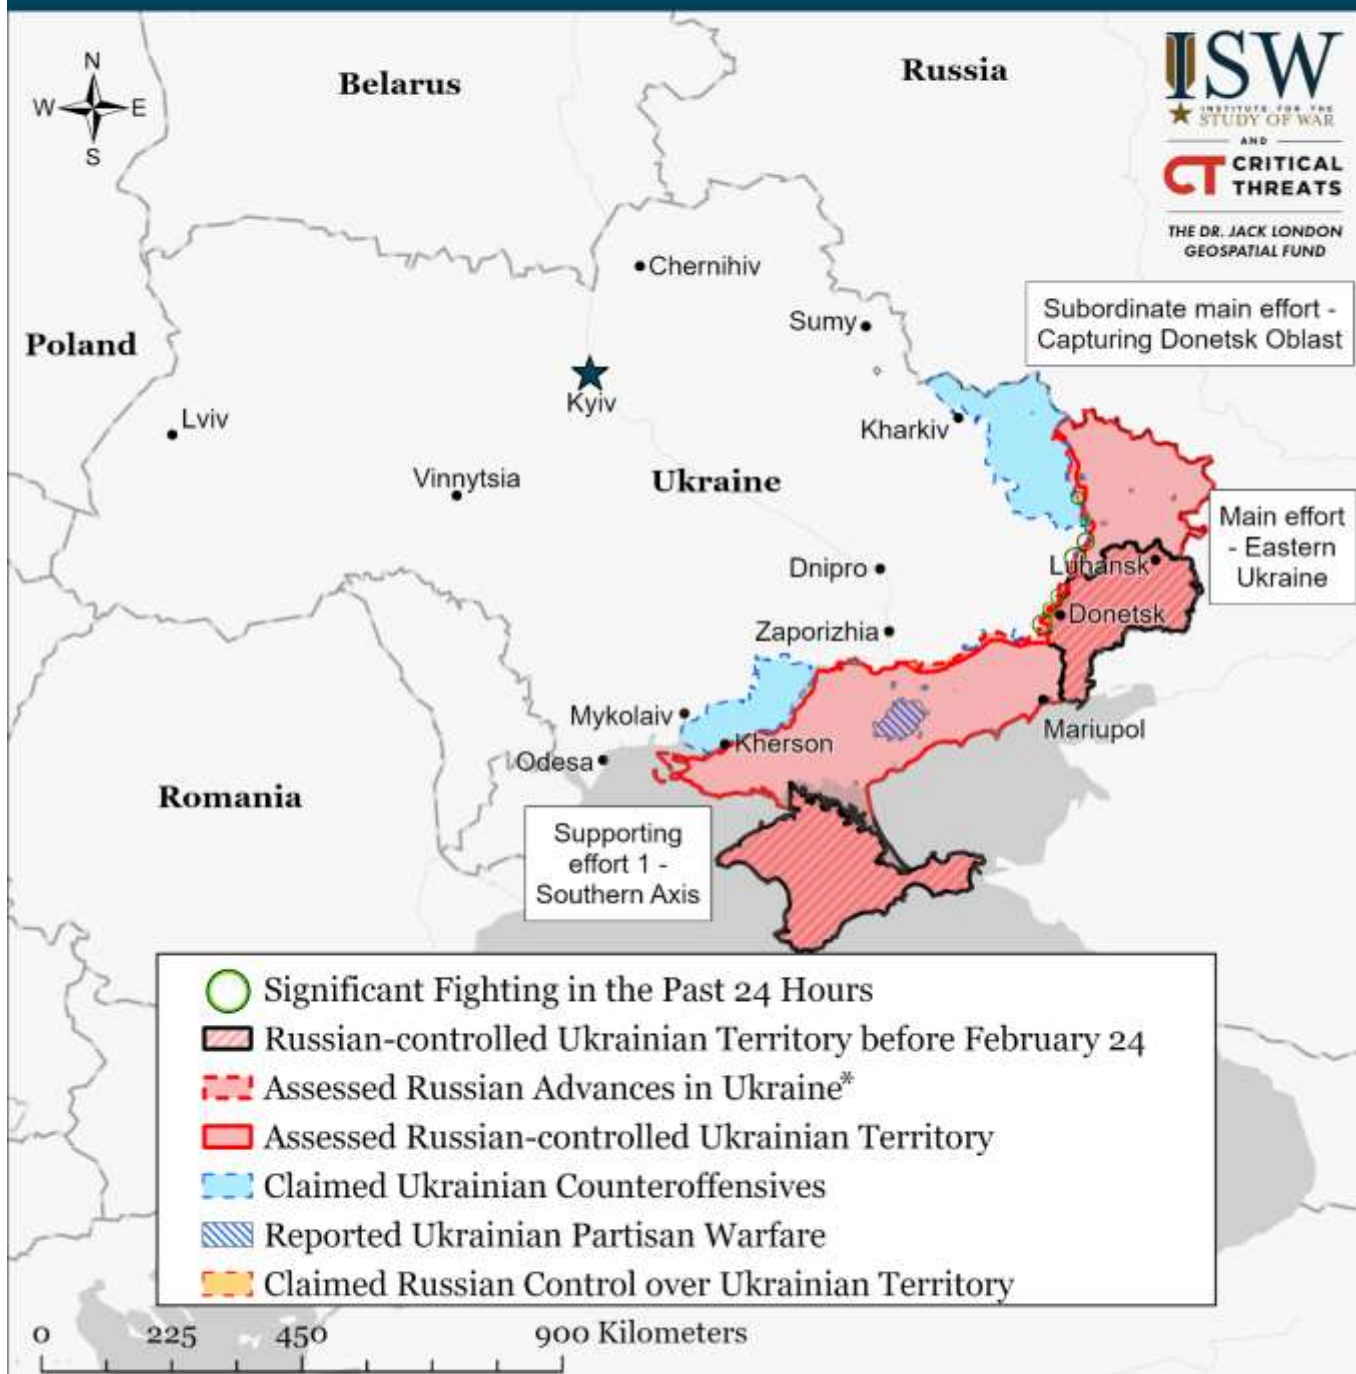 N
W E
S
Belarus
Russia
ISW
INSTITUTE FOR THE
STUDY OF WAR
AND
CT CRITICAL
THREATS
THE DR. JACK LONDON
GEOSPATIAL FUND
Chernihiv
Sumy
Subordinate main effort -
Capturing Donetsk Oblast
Poland
Kyiv
Lviv
Kharkiv
Vinnytsia
Ukraine
Main effort
- Eastern
Ukraine
Dnipro
Luhansk
Donetsk
Zaporizhia
Mykolaiv
Kherson
Mariupol
Odesa
Romania
Supporting
effort 1 -
Southern Axis
Significant Fighting in the Past 24 Hours
Russian-controlled Ukrainian Territory before February 24
Assessed Russian Advances in Ukraine*
Assessed Russian-controlled Ukrainian Territory
Claimed Ukrainian Counteroffensives
Reported Ukrainian Partisan Warfare
Claimed Russian Control over Ukrainian Territory
0 225 450 900 Kilometers